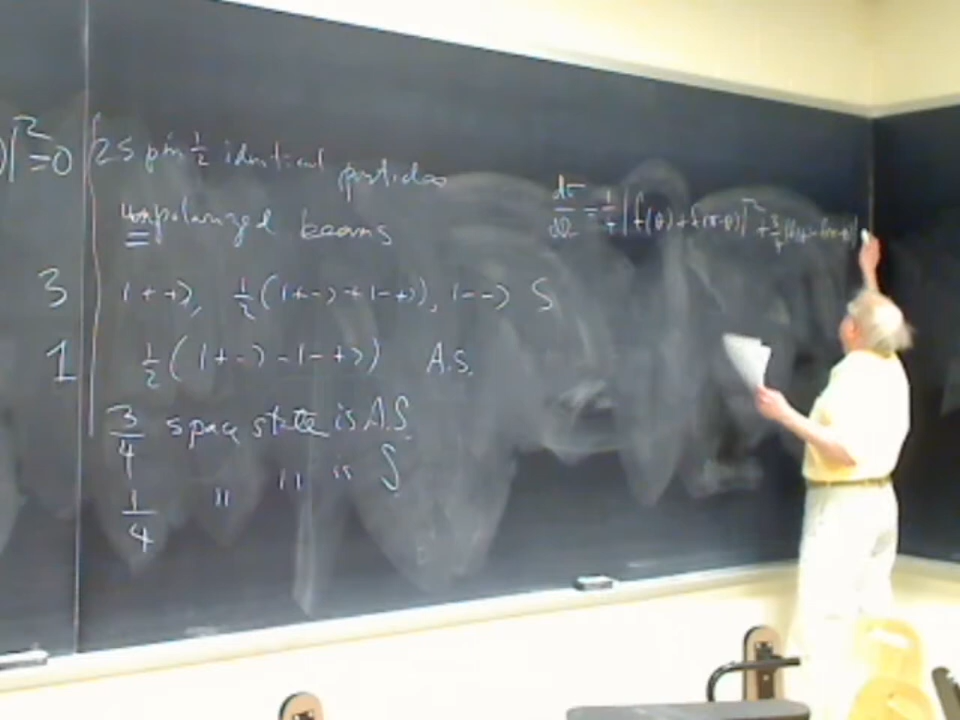 )|²=0
2 spin ½ identical particles
unpolarized beams
3 |++>, ½(|+-> + |-+>), |--> S
1 ½(|+-> - |-+>) A.S.
3/4 space state is A.S.
1/4 " " is S
dσ/dΩ = 1/4 |f(θ)+f(π-θ)|² + 3/4 |f(θ)-f(π-θ)|